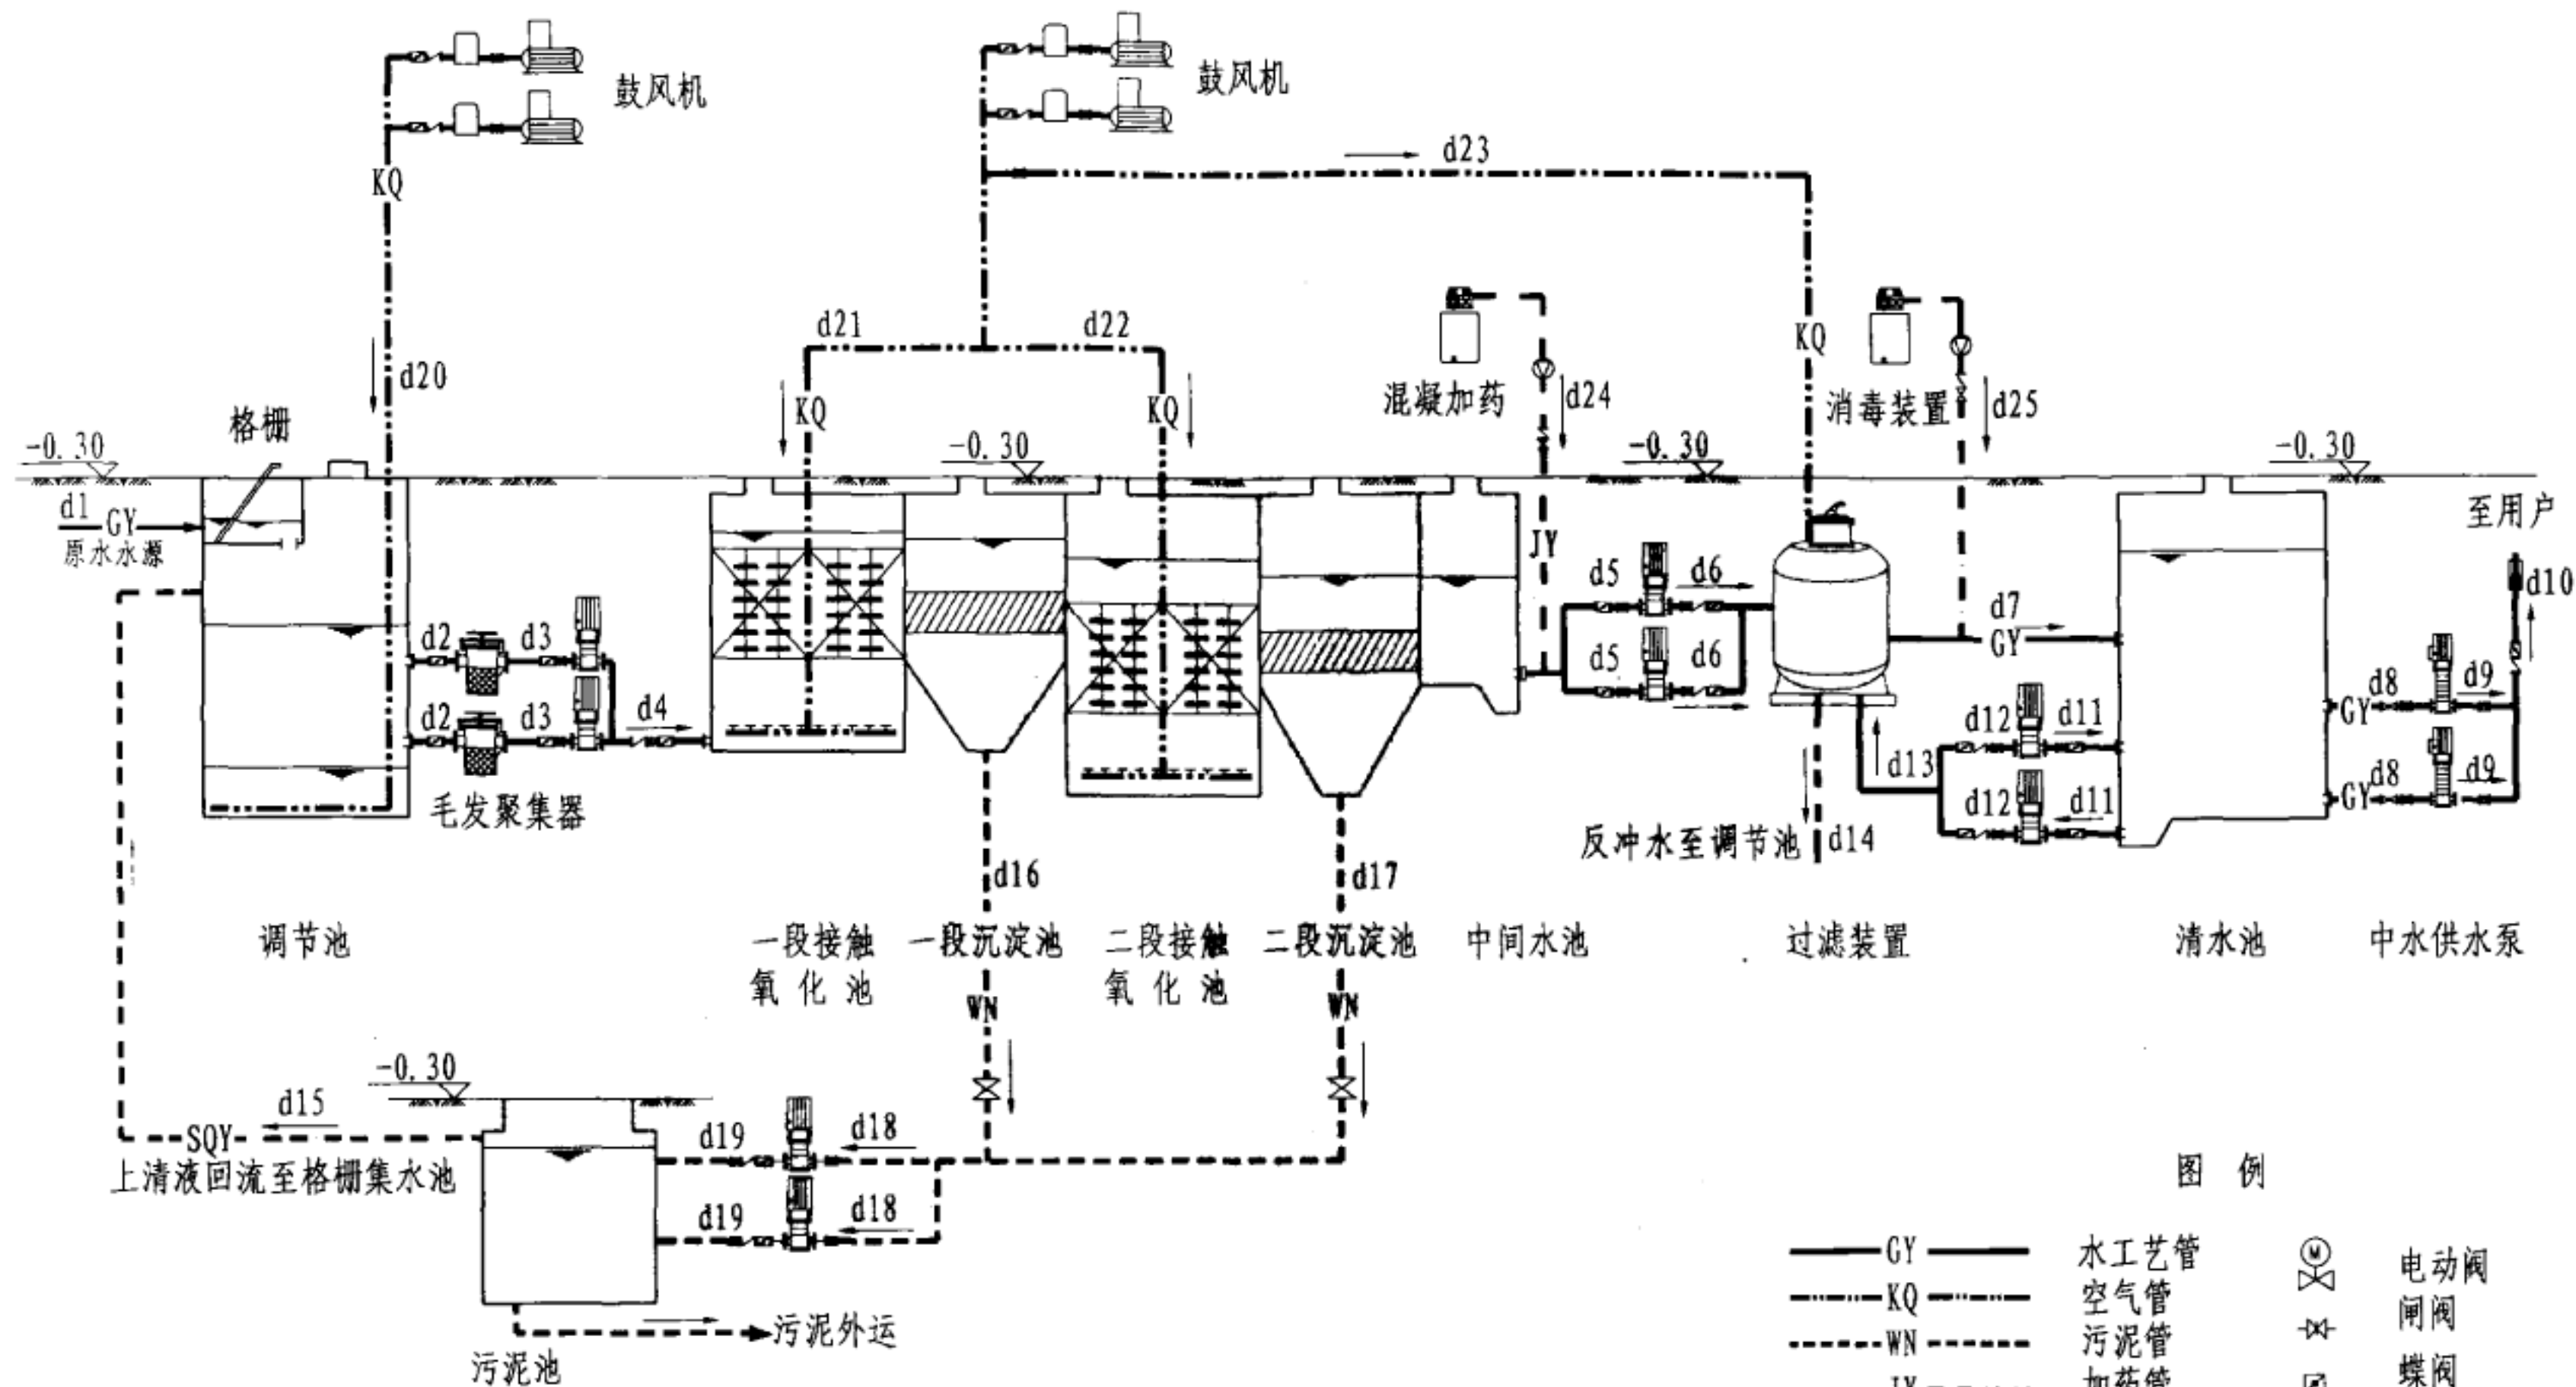 鼓风机
鼓风机
d23
KQ
d21
d22
KQ
d20
KQ
KQ
混凝加药
d24
消毒装置
d25
格栅
-0.30
-0.30
-0.30
-0.30
d1 GY
原水水源
至用户
JY
d5
d6
d5
d6
d7
GY
d10
d2
d3
d2
d3
d4
GY
d8
d9
GY
d8
d9
d12
d11
d13
d12
d11
毛发聚集器
反冲水至调节池
d14
d16
d17
调节池
一段接触
氧化池
一段沉淀池
二段接触
氧化池
二段沉淀池
中间水池
过滤装置
清水池
中水供水泵
WN
WN
-0.30
d15
SQY
上清液回流至格栅集水池
d19
d18
d19
d18
污泥外运
污泥池
图例
GY 水工艺管
KQ 空气管
WN 污泥管
JY 加药管
电动阀
闸阀
蝶阀